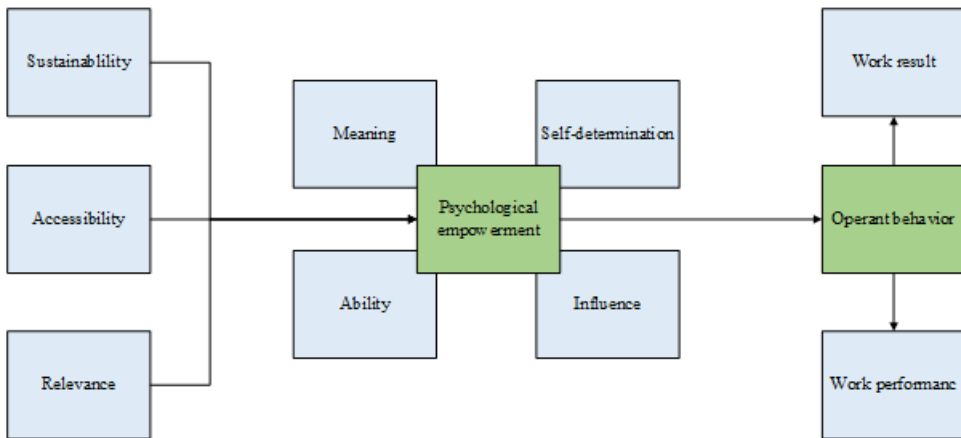 Sustainablility
Work result
Meaning
Self-determination
Accessibility
Psychological
empowerment
Operant behavior
Ability
Influence
Relevance
Work performanc